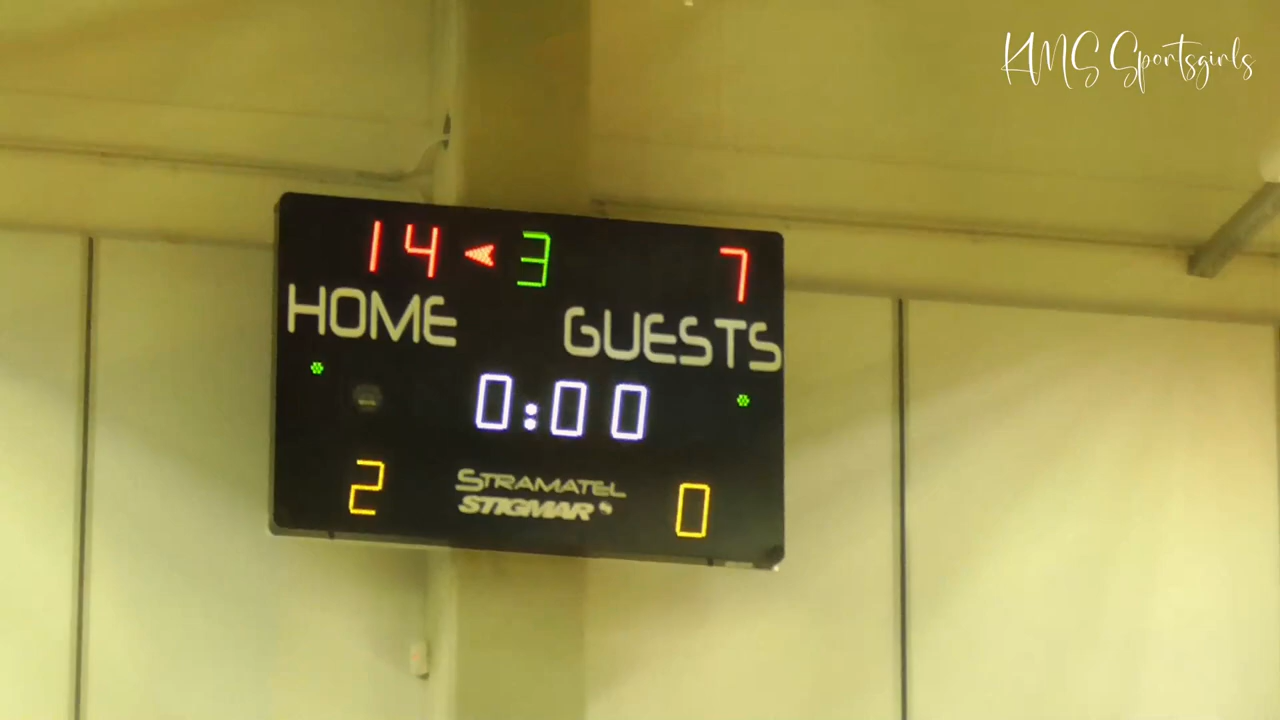 KMS Sportsgirls
14 3 7
HOME GUESTS
0:00
2 0
STRAMATEL
STIGMAR